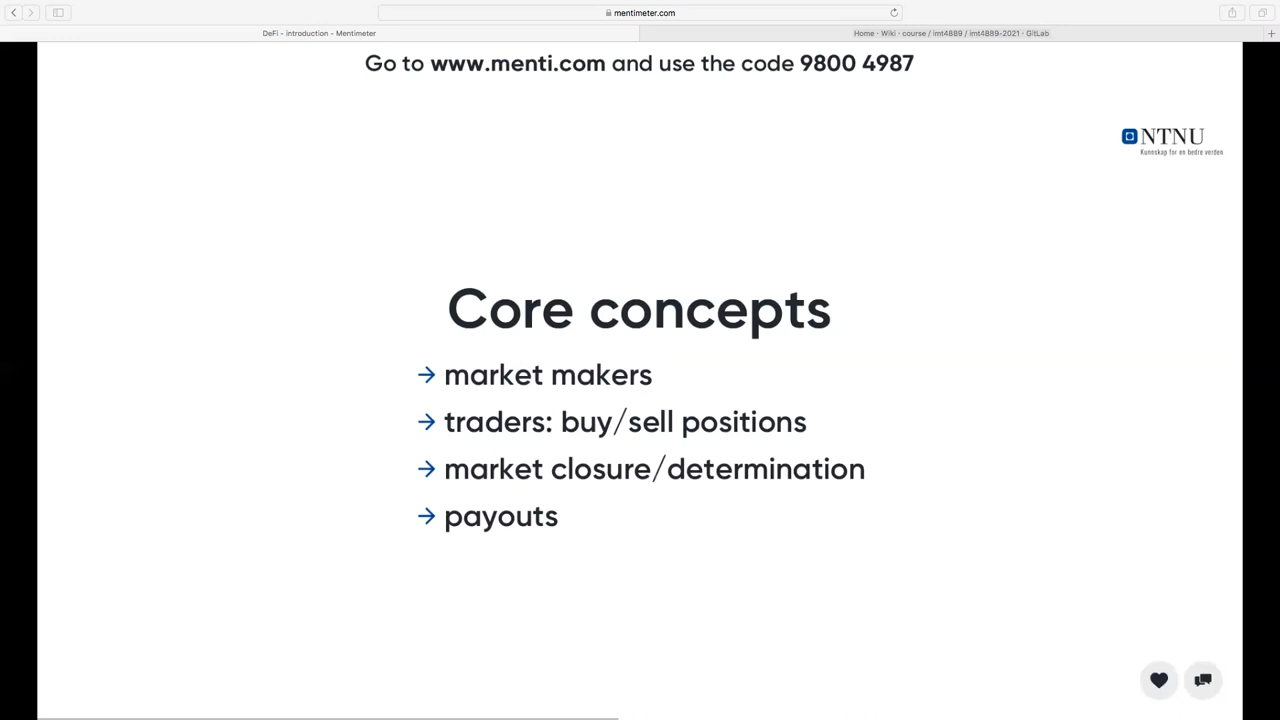 mentimeter.com
DeFi - introduction - Mentimeter
Home · Wiki · course / imt4889 / imt4889-2021 · GitLab
Go to www.menti.com and use the code 9800 4987
NTNU
Kunnskap for en bedre verden
Core concepts
→ market makers
→ traders: buy/sell positions
→ market closure/determination
→ payouts